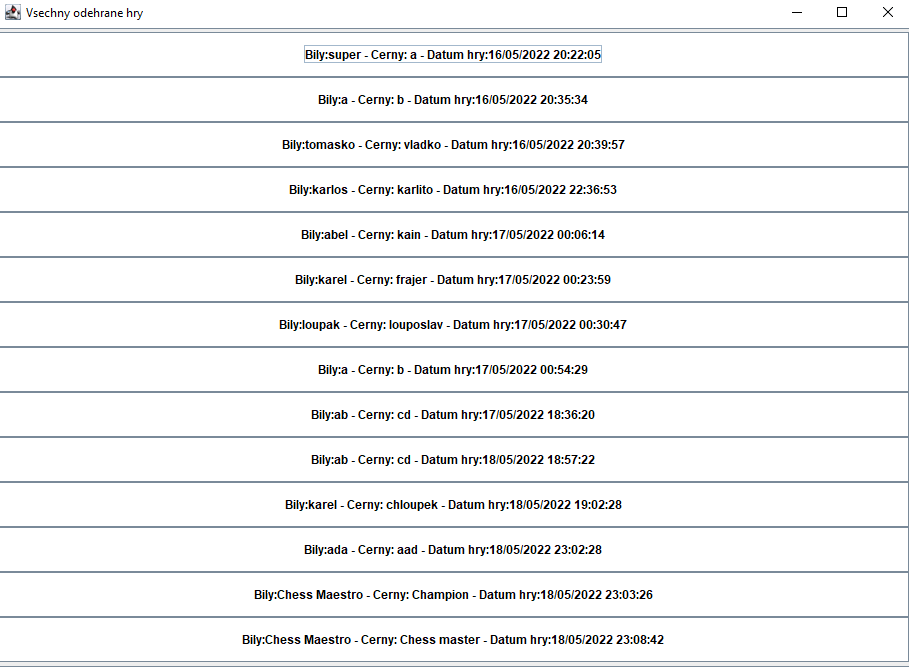 Vsechny odehrane hry
Bily:super - Cerny: a - Datum hry:16/05/2022 20:22:05
Bily:a - Cerny: b - Datum hry:16/05/2022 20:35:34
Bily:tomasko - Cerny: vladko - Datum hry:16/05/2022 20:39:57
Bily:karlos - Cerny: karlito - Datum hry:16/05/2022 22:36:53
Bily:abel - Cerny: kain - Datum hry:17/05/2022 00:06:14
Bily:karel - Cerny: frajer - Datum hry:17/05/2022 00:23:59
Bily:loupak - Cerny: louposlav - Datum hry:17/05/2022 00:30:47
Bily:a - Cerny: b - Datum hry:17/05/2022 00:54:29
Bily:ab - Cerny: cd - Datum hry:17/05/2022 18:36:20
Bily:ab - Cerny: cd - Datum hry:18/05/2022 18:57:22
Bily:karel - Cerny: chloupek - Datum hry:18/05/2022 19:02:28
Bily:ada - Cerny: aad - Datum hry:18/05/2022 23:02:28
Bily:Chess Maestro - Cerny: Champion - Datum hry:18/05/2022 23:03:26
Bily:Chess Maestro - Cerny: Chess master - Datum hry:18/05/2022 23:08:42